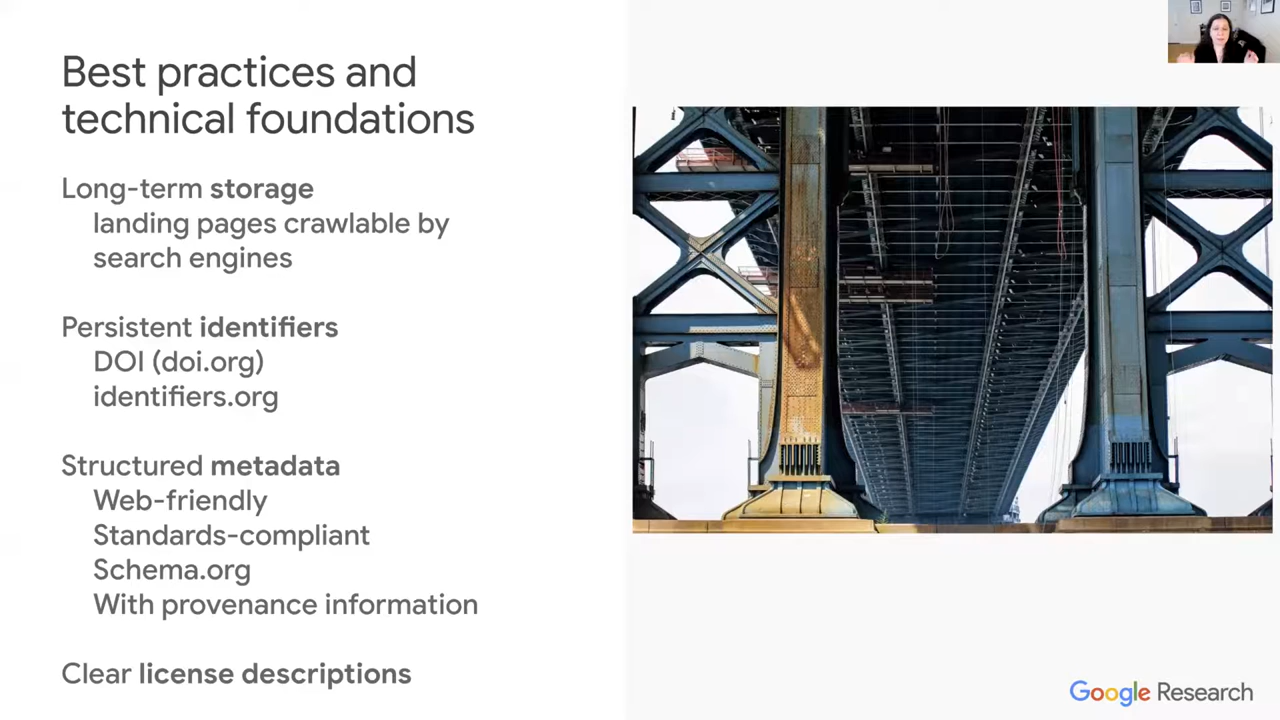 Best practices and
technical foundations
Long-term storage
landing pages crawlable by
search engines
Persistent identifiers
DOI (doi.org)
identifiers.org
Structured metadata
Web-friendly
Standards-compliant
Schema.org
With provenance information
Clear license descriptions
Google Research